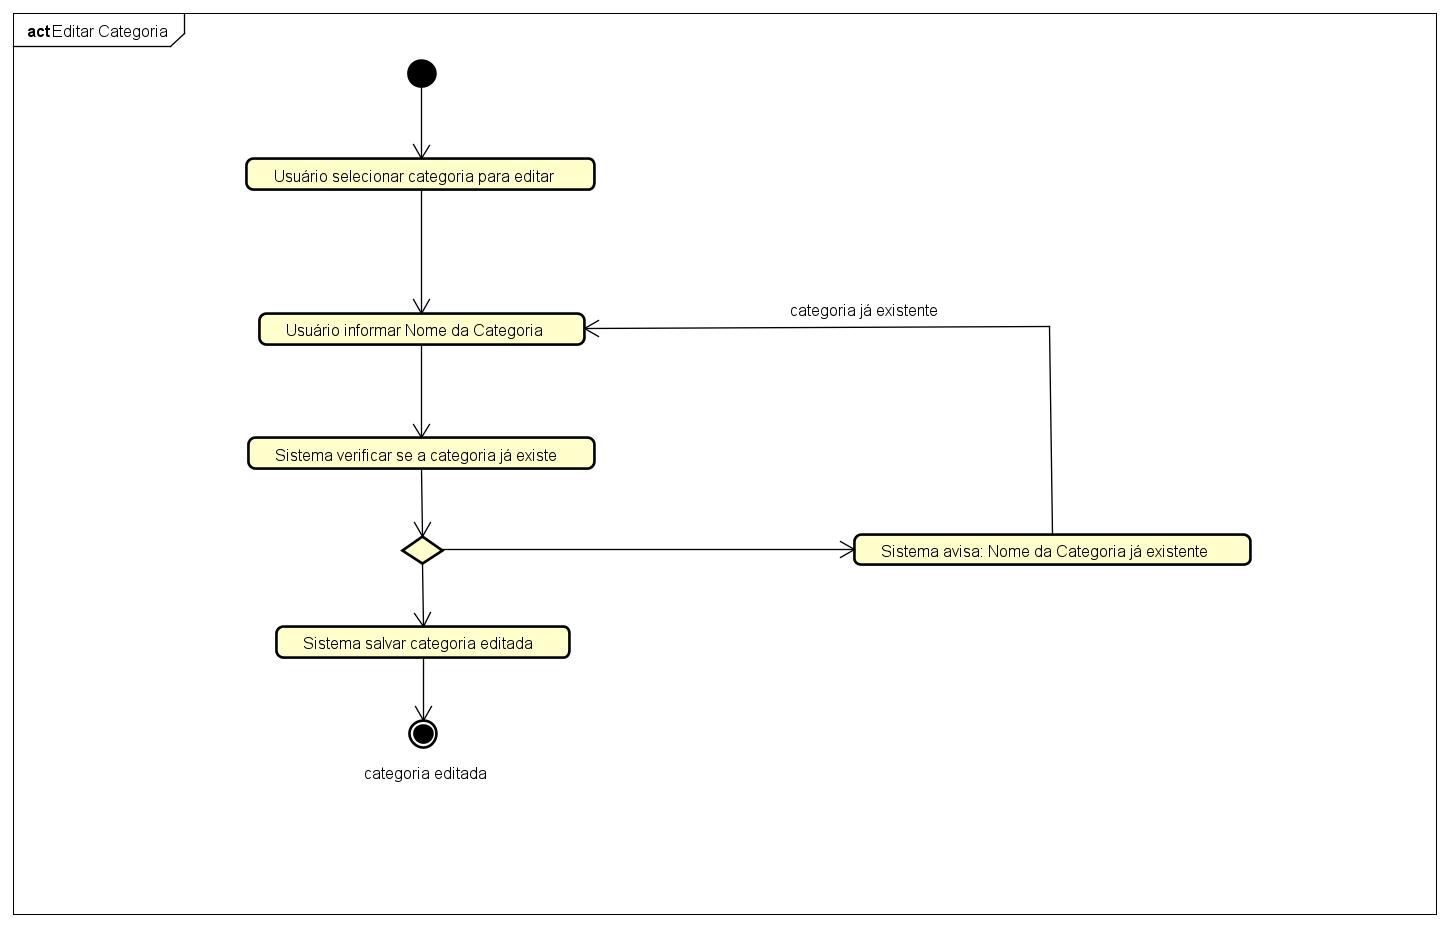 act Editar Categoria
Usuário selecionar categoria para editar
categoria já existente
Usuário informar Nome da Categoria
Sistema verificar se a categoria já existe
Sistema avisa: Nome da Categoria já existente
Sistema salvar categoria editada
categoria editada